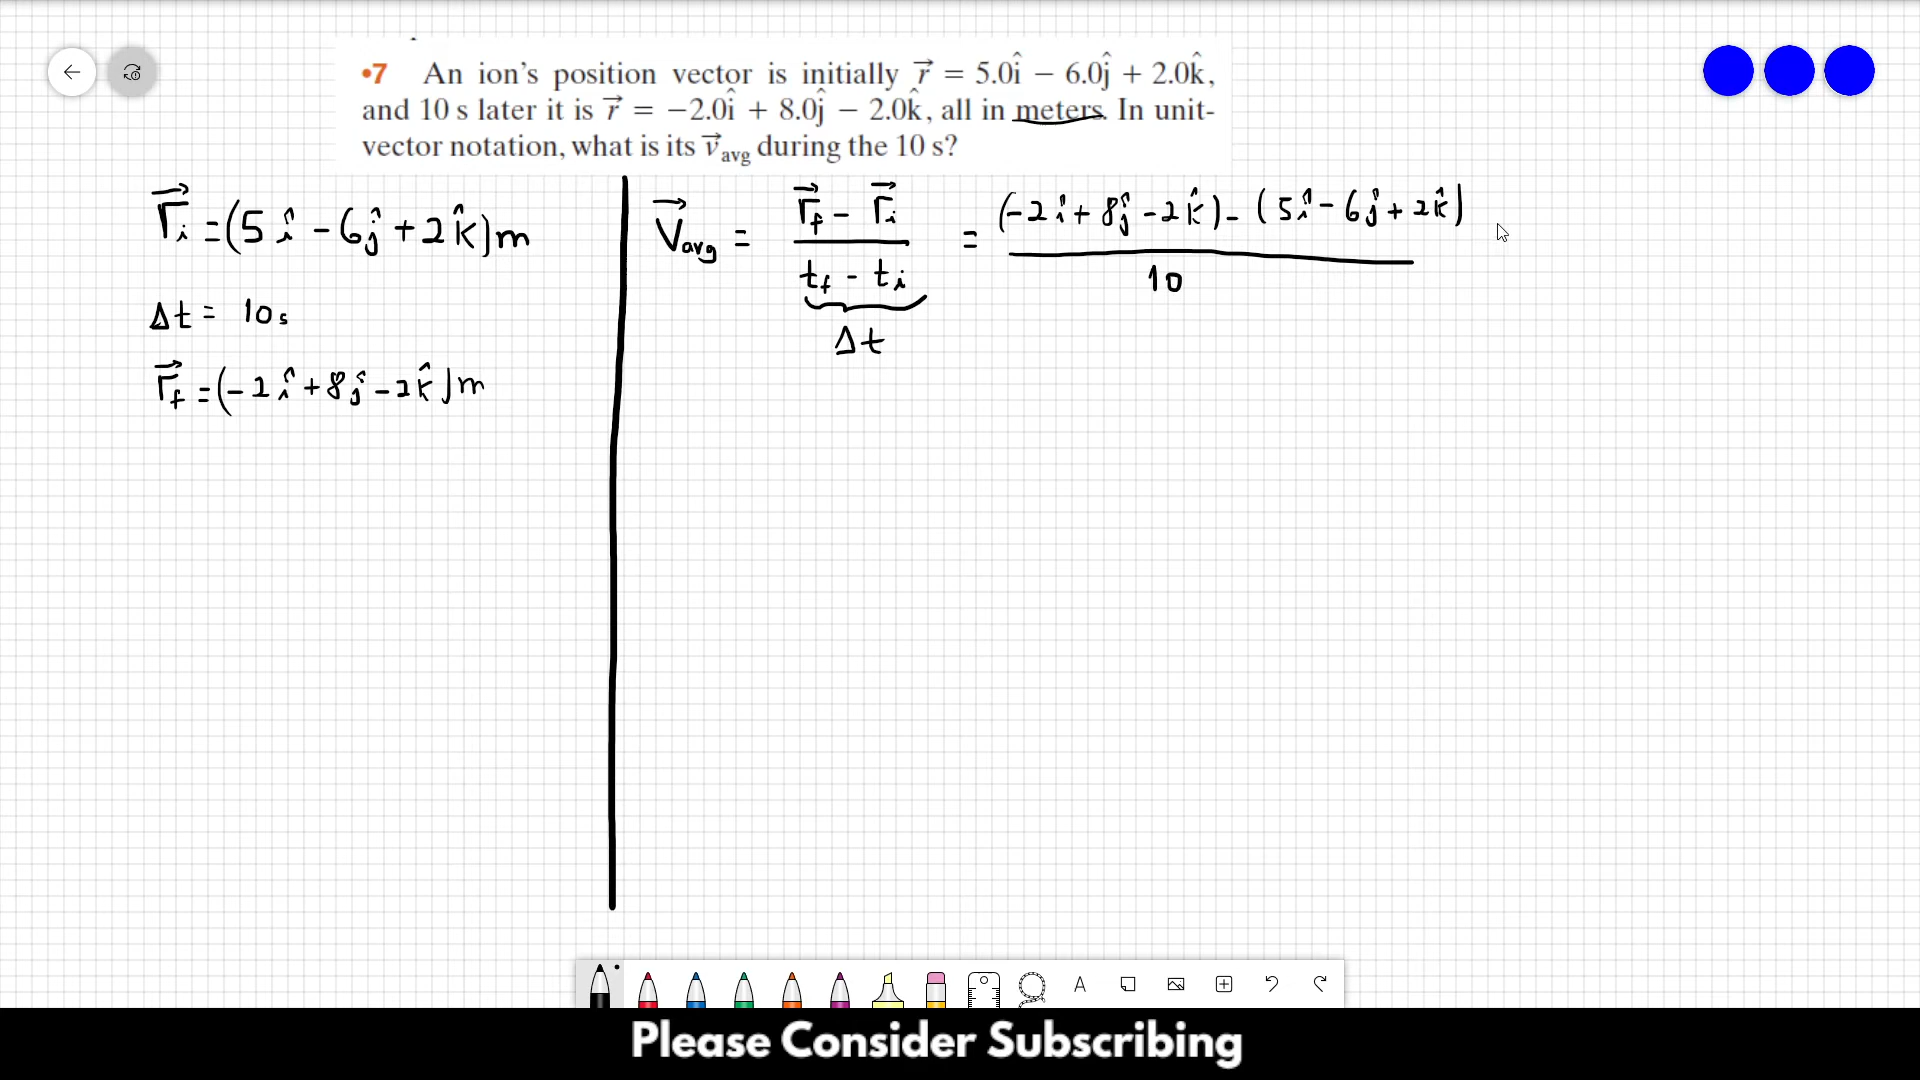 •7 An ion's position vector is initially r⃗ = 5.0î − 6.0ĵ + 2.0k̂,
and 10 s later it is r⃗ = −2.0î + 8.0ĵ − 2.0k̂, all in meters. In unit-
vector notation, what is its v⃗avg during the 10 s?
r⃗i = (5 î − 6ĵ + 2k̂)m
Δt = 10s
r⃗f = (−2 î + 8ĵ − 2k̂)m
V⃗avg = r⃗f − r⃗i / tf − ti = (−2î + 8ĵ − 2k̂) − (5î − 6ĵ + 2k̂) / 10
Δt
A
Please Consider Subscribing